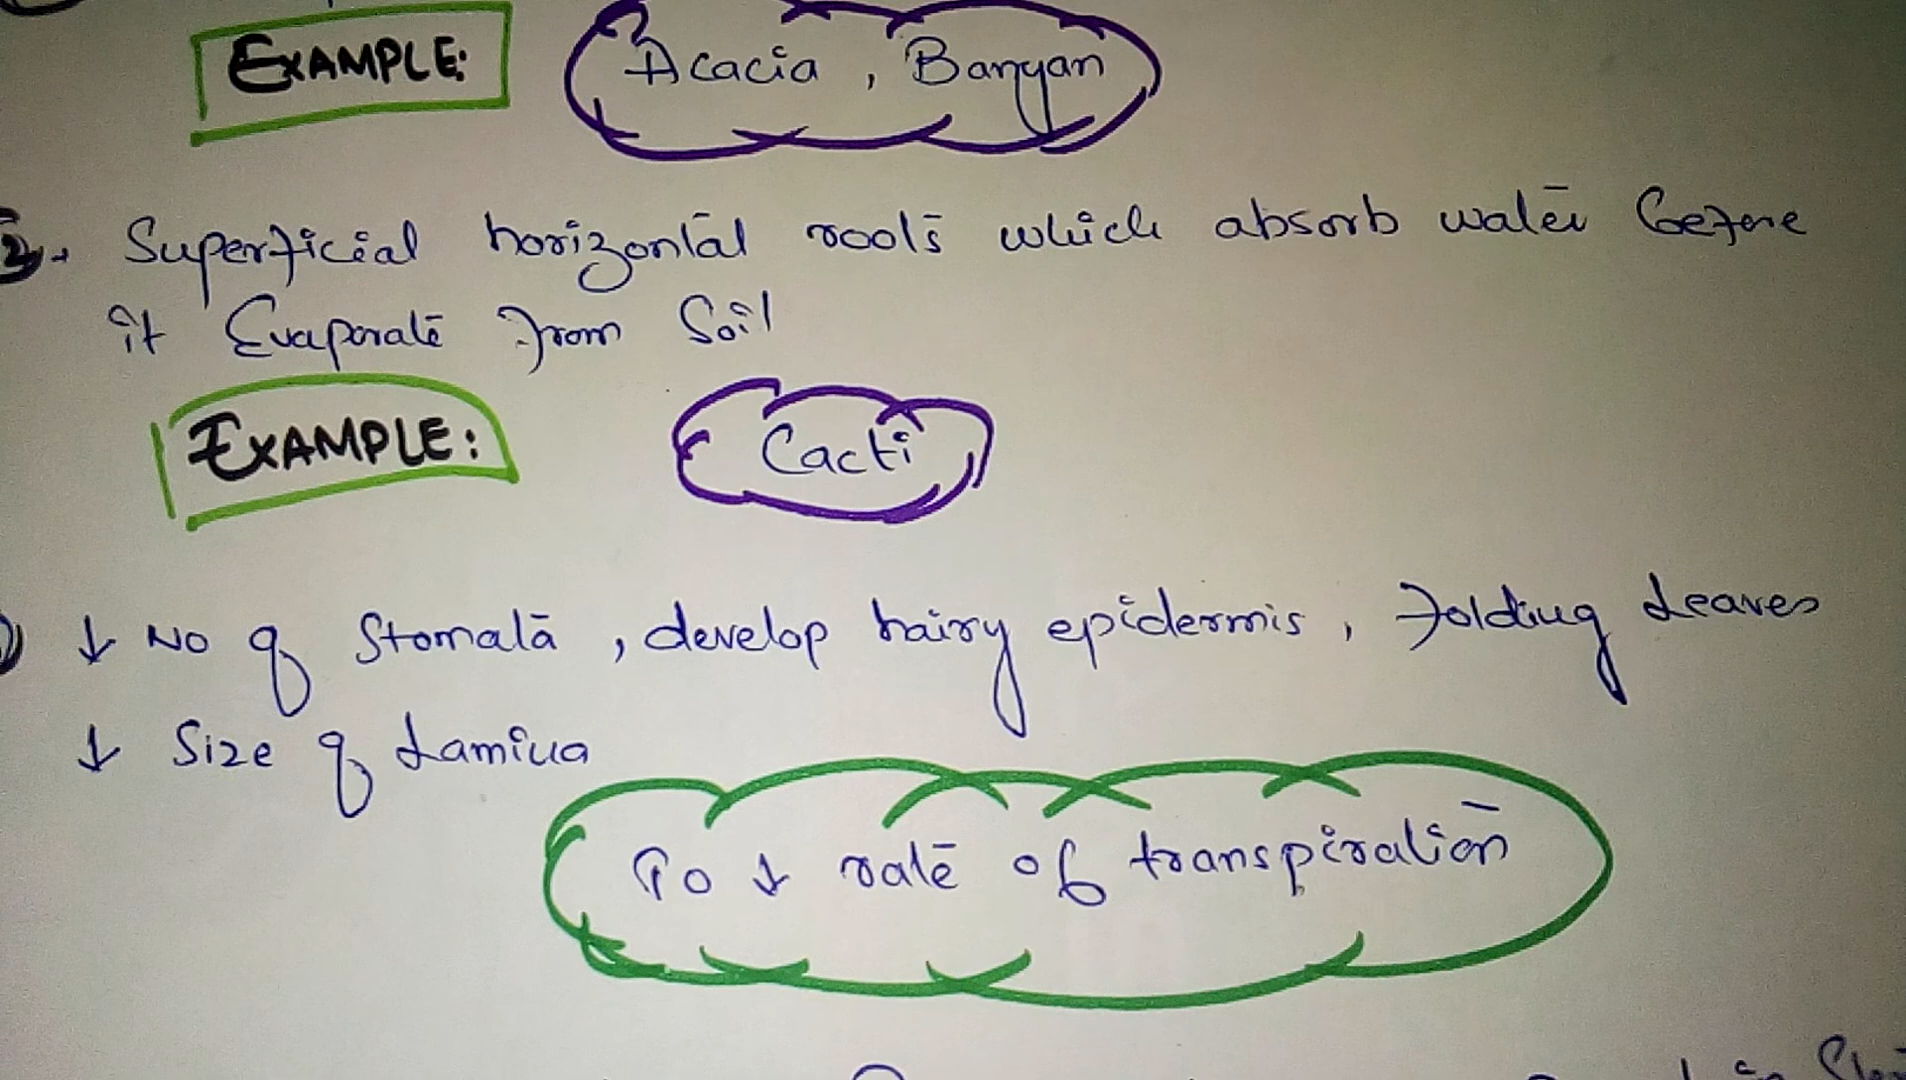 EXAMPLE: Acacia, Banyan
3. Superficial horizontal roots which absorb water before
it Evaporate from Soil
EXAMPLE: Cacti
↓ No of Stomata, develop hairy epidermis, Folding Leaves
↓ Size of Lamina
To ↓ rate of transpiration